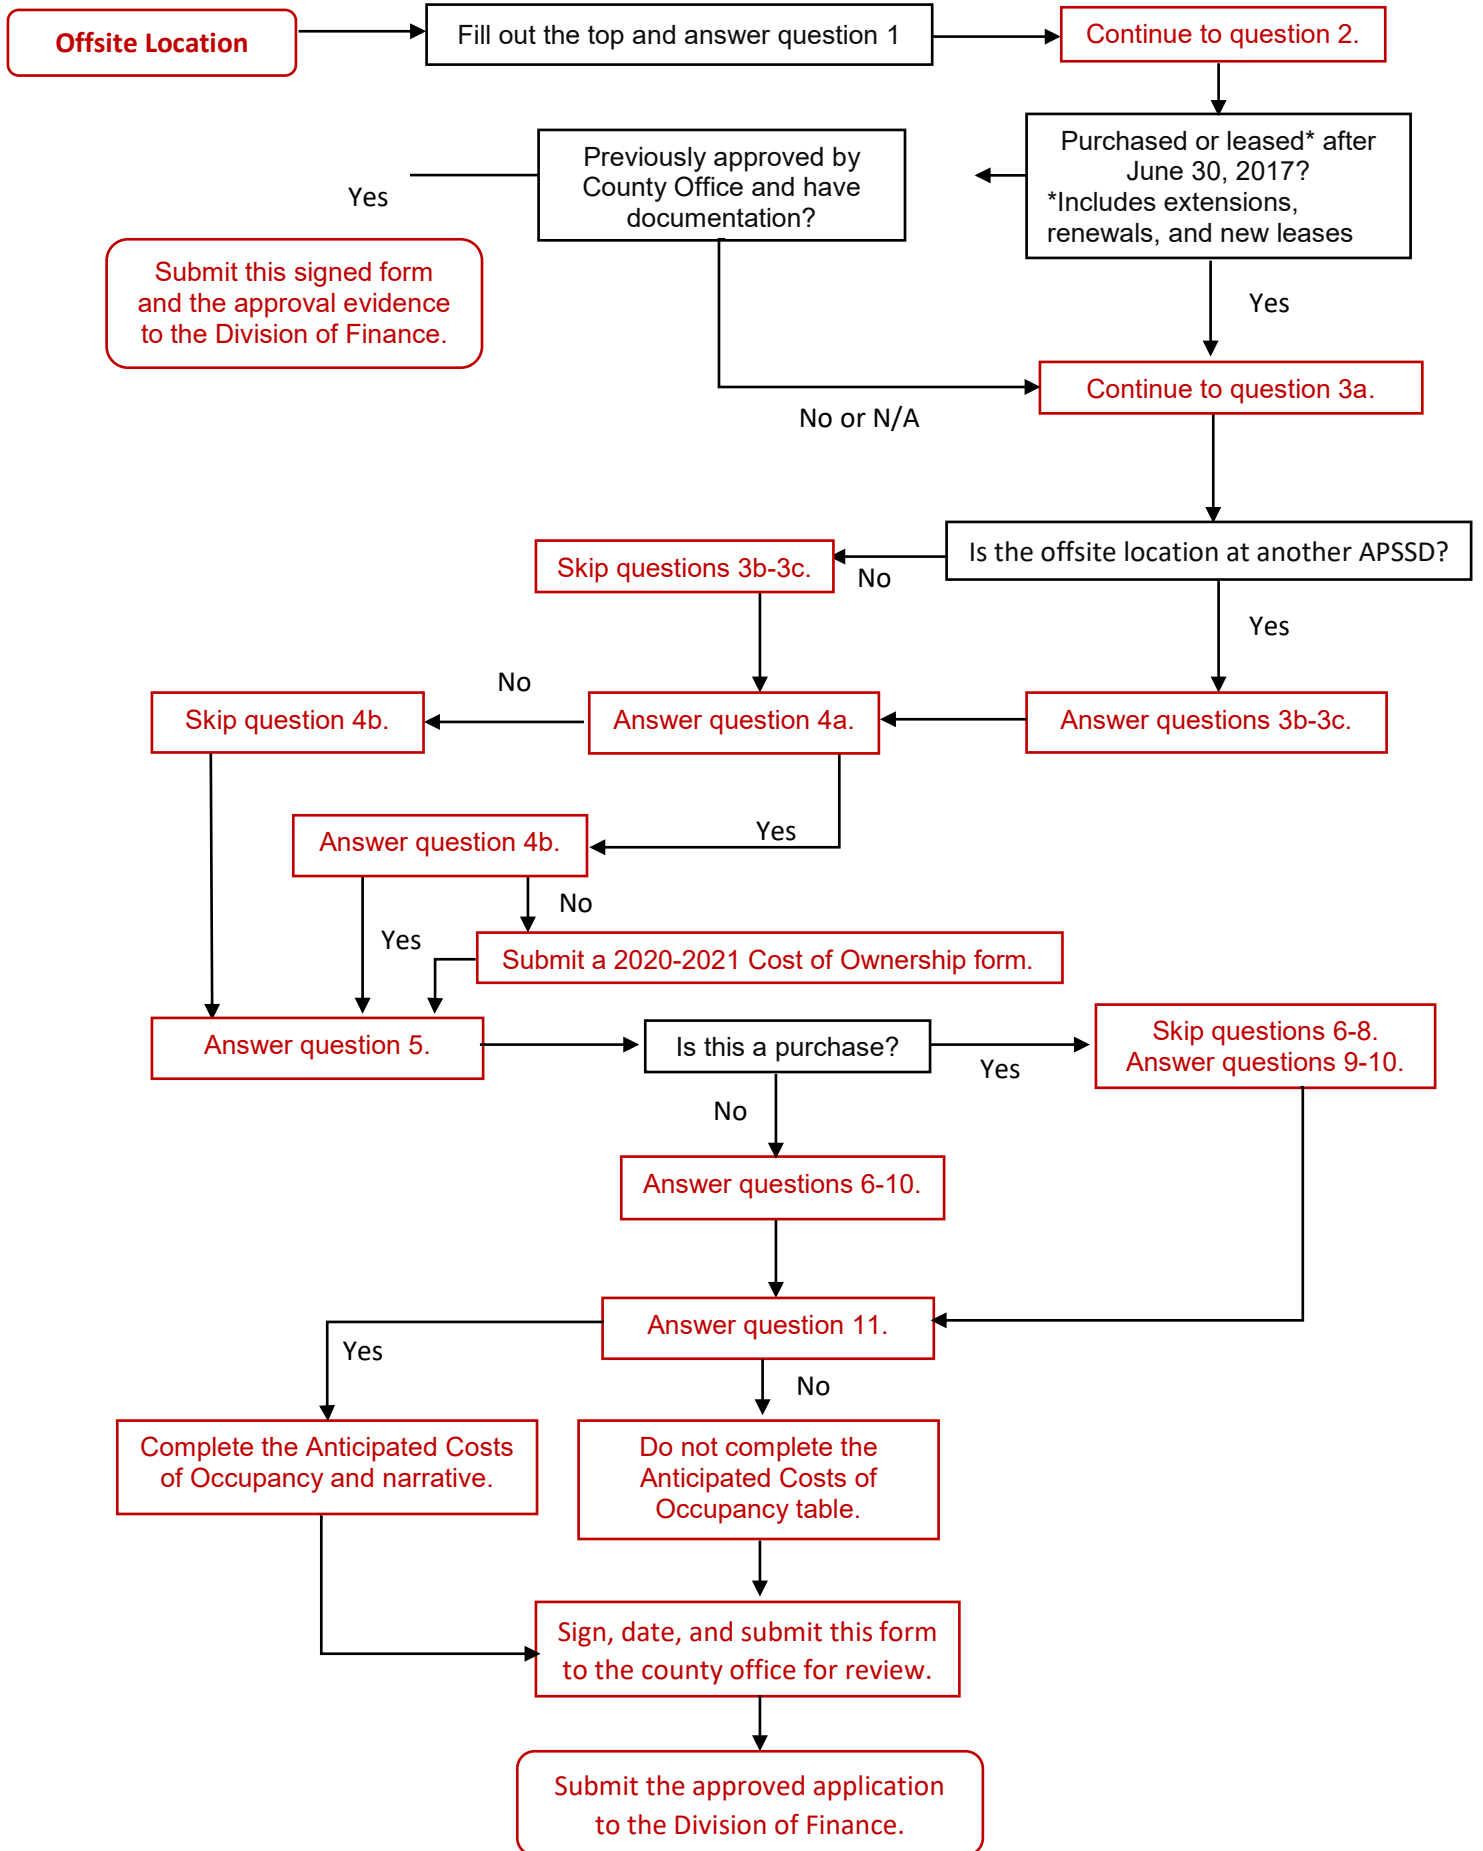 Offsite Location
Fill out the top and answer question 1
Continue to question 2.
Purchased or leased* after
June 30, 2017?
*Includes extensions,
renewals, and new leases
Previously approved by
County Office and have
documentation?
Yes
Submit this signed form
and the approval evidence
to the Division of Finance.
Yes
Continue to question 3a.
No or N/A
Is the offsite location at another APSSD?
No
Skip questions 3b-3c.
Yes
Answer questions 3b-3c.
Answer question 4a.
No
Skip question 4b.
Yes
Answer question 4b.
No
Yes
Submit a 2020-2021 Cost of Ownership form.
Answer question 5.
Is this a purchase?
Yes
Skip questions 6-8.
Answer questions 9-10.
No
Answer questions 6-10.
Answer question 11.
Yes
No
Complete the Anticipated Costs
of Occupancy and narrative.
Do not complete the
Anticipated Costs of
Occupancy table.
Sign, date, and submit this form
to the county office for review.
Submit the approved application
to the Division of Finance.